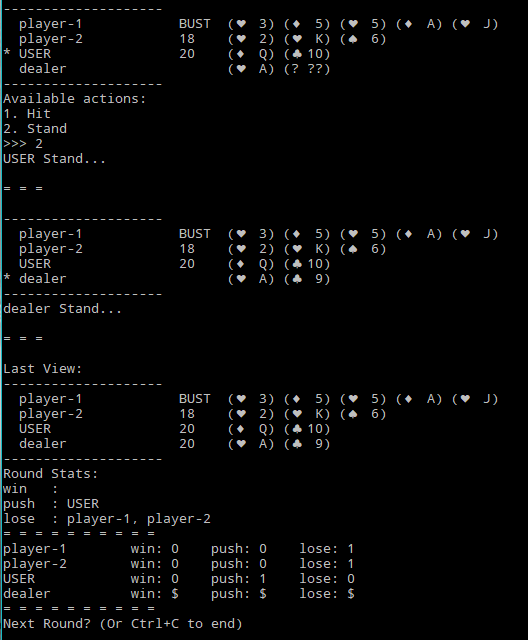 --------------------
  player-1            BUST  (♥  3) (♦  5) (♥  5) (♦  A) (♥  J)
  player-2            18    (♥  2) (♥  K) (♠  6)
* USER                20    (♦  Q) (♣ 10)
  dealer                    (♥  A) (? ??)
--------------------
Available actions:
1. Hit
2. Stand
>>> 2
USER Stand...

= = =

--------------------
  player-1            BUST  (♥  3) (♦  5) (♥  5) (♦  A) (♥  J)
  player-2            18    (♥  2) (♥  K) (♠  6)
  USER                20    (♦  Q) (♣ 10)
* dealer                    (♥  A) (♣  9)
--------------------
dealer Stand...

= = =

Last View:
--------------------
  player-1            BUST  (♥  3) (♦  5) (♥  5) (♦  A) (♥  J)
  player-2            18    (♥  2) (♥  K) (♠  6)
  USER                20    (♦  Q) (♣ 10)
  dealer              20    (♥  A) (♣  9)
--------------------
Round Stats:
win   :
push  : USER
lose  : player-1, player-2
= = = = = = = = = =
player-1        win: 0    push: 0    lose: 1
player-2        win: 0    push: 0    lose: 1
USER            win: 0    push: 1    lose: 0
dealer          win: $    push: $    lose: $
= = = = = = = = = =
Next Round? (Or Ctrl+C to end)